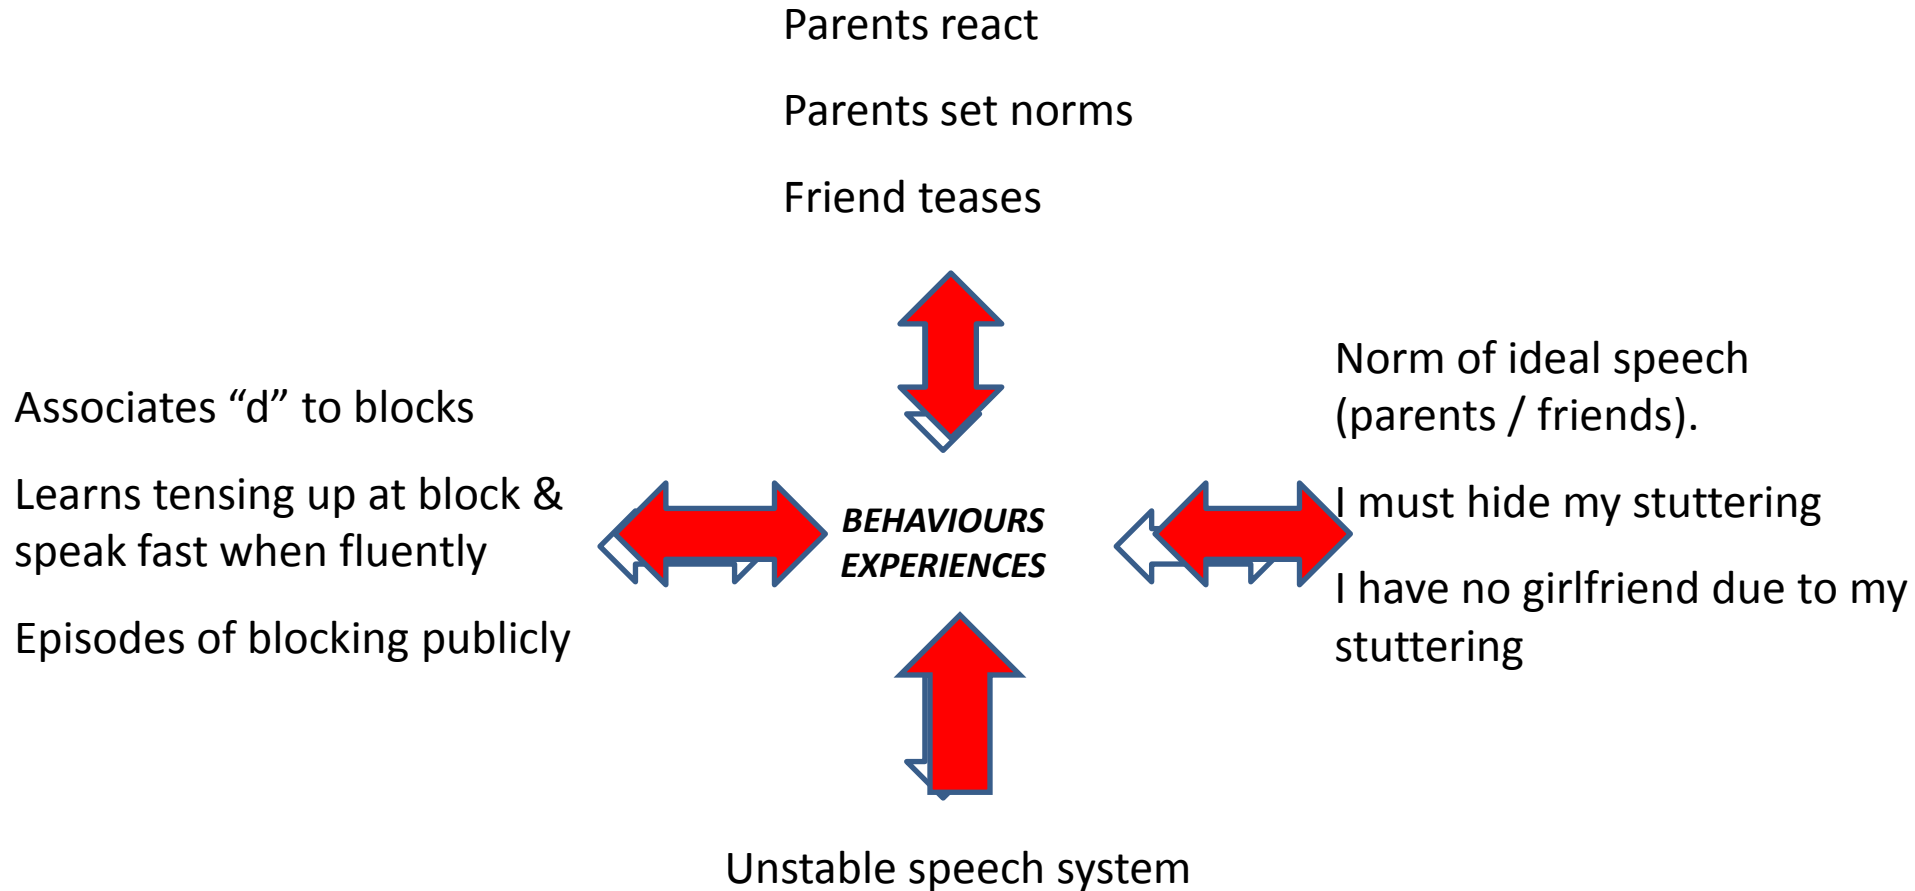 Parents react
Parents set norms
Friend teases
Associates “d” to blocks
Learns tensing up at block &
speak fast when fluently
Episodes of blocking publicly
BEHAVIOURS
EXPERIENCES
Norm of ideal speech
(parents / friends).
I must hide my stuttering
I have no girlfriend due to my
stuttering
Unstable speech system